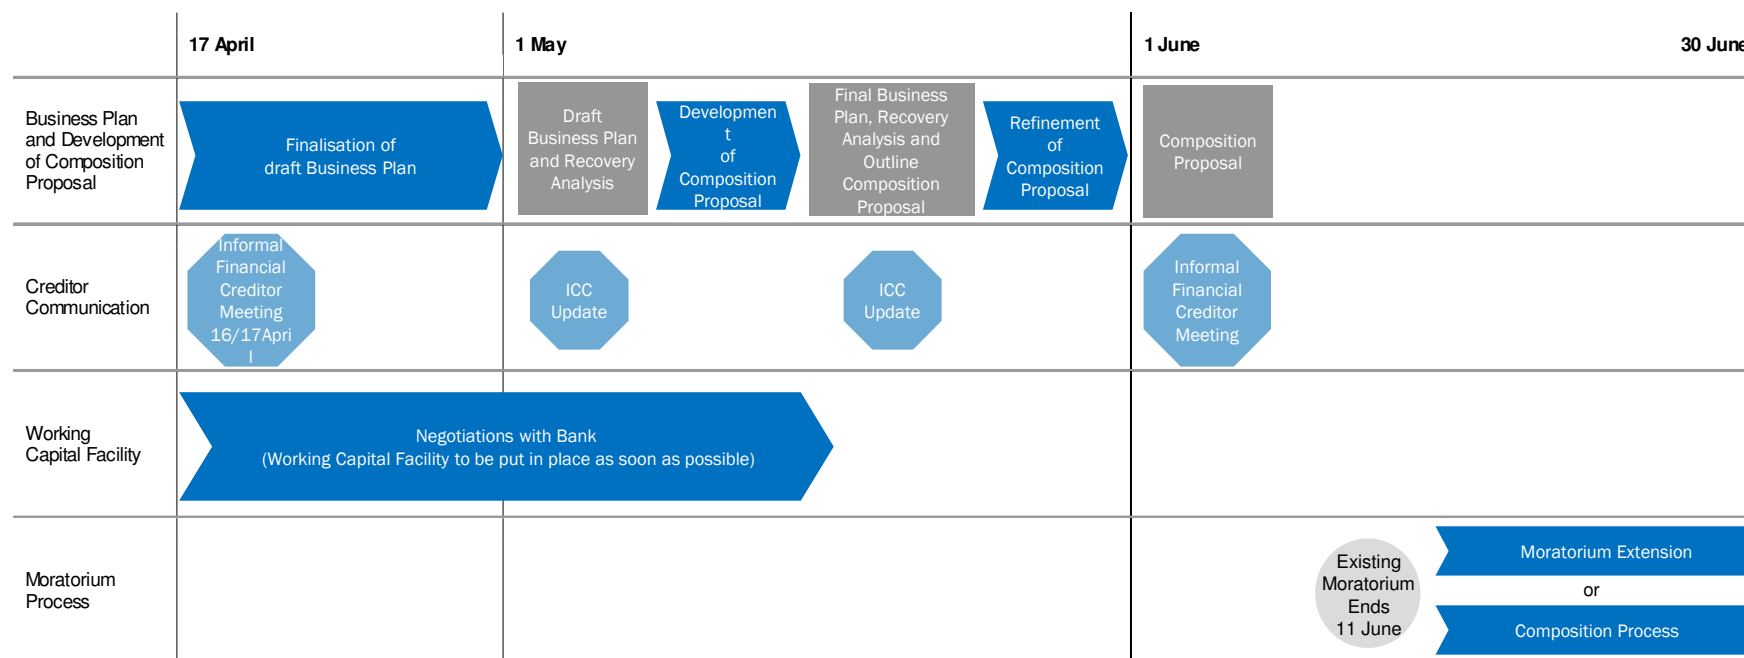 17 April
1 May
1 June
30 June
Business Plan
and Development
of Composition
Proposal
Finalisation of
draft Business Plan
Draft
Business Plan
and Recovery
Analysis
Developmen
t
of
Composition
Proposal
Final Business
Plan, Recovery
Analysis and
Outline
Composition
Proposal
Refinement
of
Composition
Proposal
Composition
Proposal
Creditor
Communication
Informal
Financial
Creditor
Meeting
16/17Apri
l
ICC
Update
ICC
Update
Informal
Financial
Creditor
Meeting
Working
Capital Facility
Negotiations with Bank
(Working Capital Facility to be put in place as soon as possible)
Moratorium
Process
Existing
Moratorium
Ends
11 June
Moratorium Extension
or
Composition Process